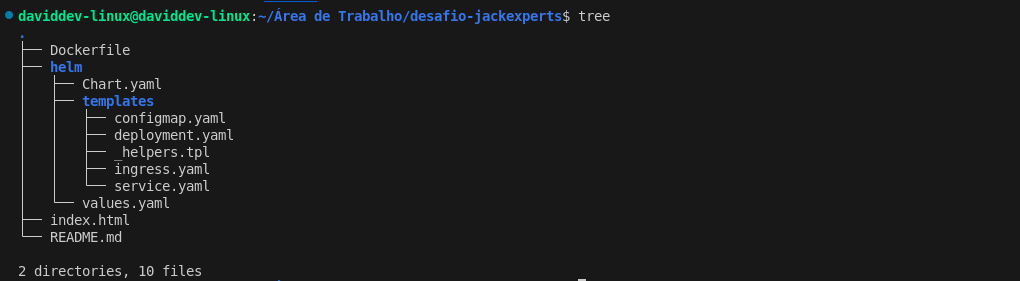 daviddev-linux@daviddev-linux:~/Área de Trabalho/desafio-jackexperts$ tree
.
├── Dockerfile
├── helm
│   ├── Chart.yaml
│   ├── templates
│   │   ├── configmap.yaml
│   │   ├── deployment.yaml
│   │   ├── _helpers.tpl
│   │   ├── ingress.yaml
│   │   └── service.yaml
│   └── values.yaml
├── index.html
└── README.md
2 directories, 10 files